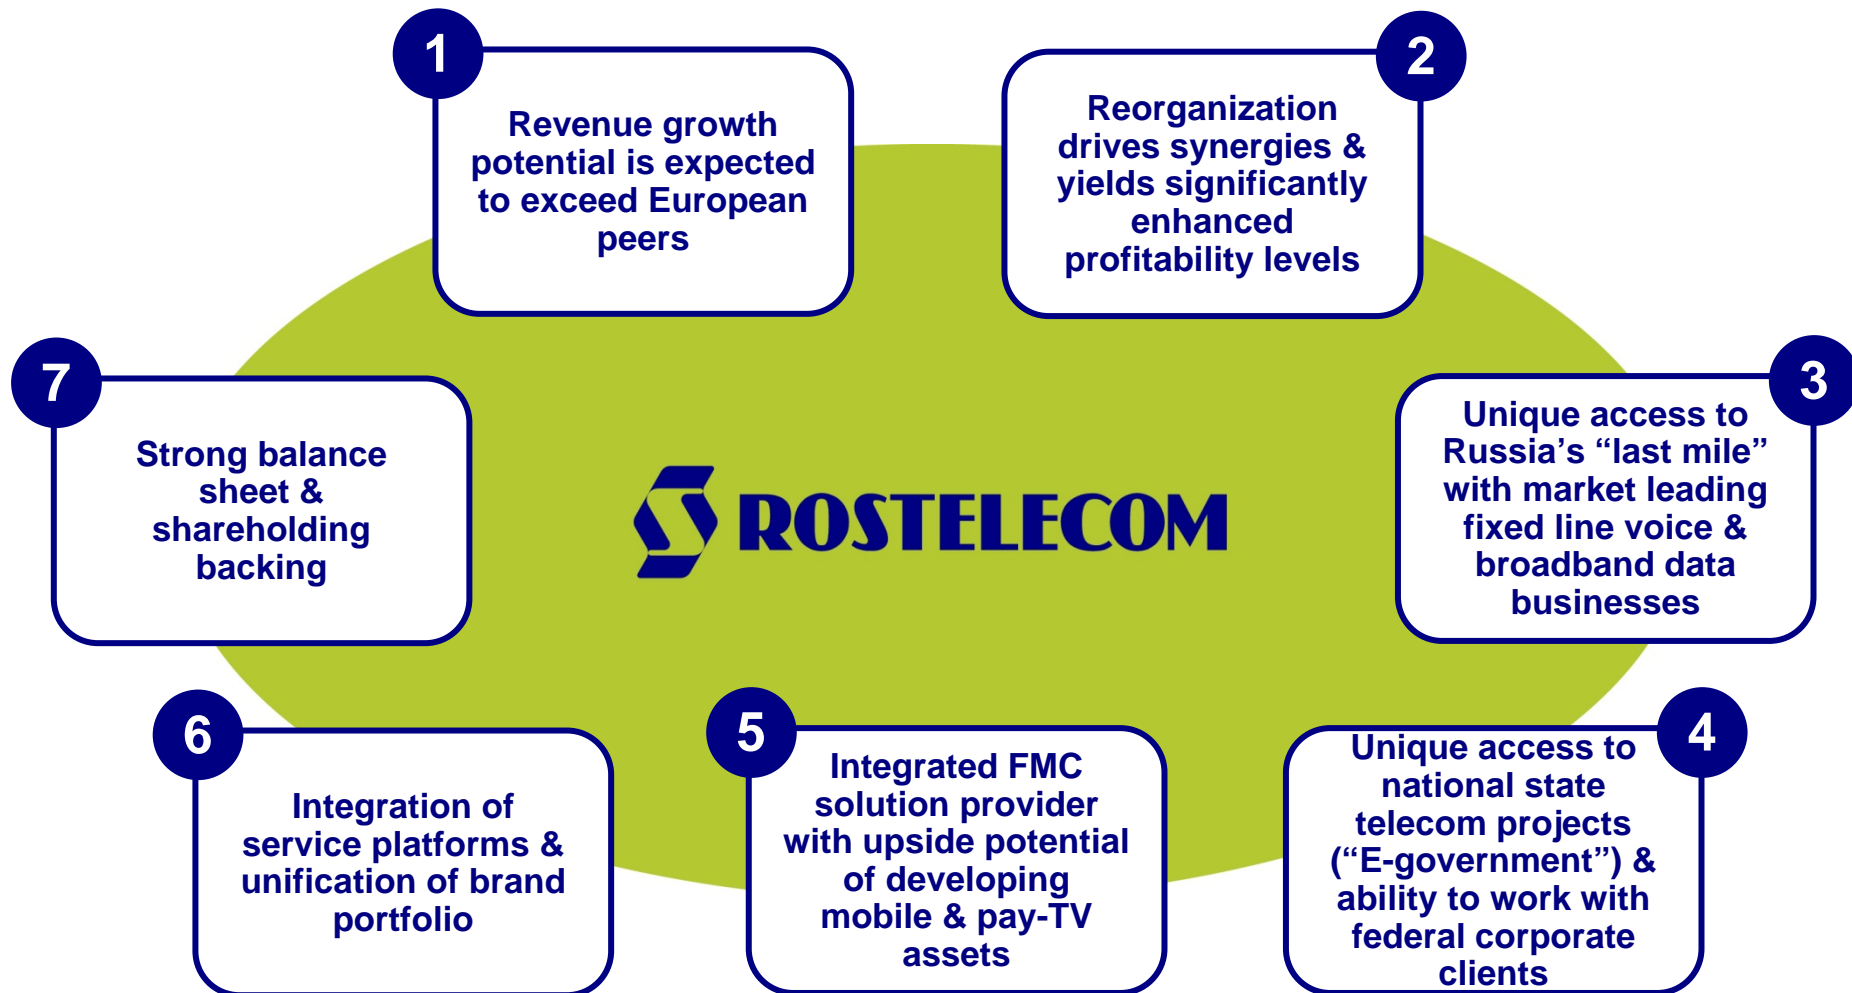 1
Revenue growth
potential is expected
to exceed European
peers
2
Reorganization
drives synergies &
yields significantly
enhanced
profitability levels
3
Unique access to
Russia's “last mile”
with market leading
fixed line voice &
broadband data
businesses
4
Unique access to
national state
telecom projects
(“E-government”) &
ability to work with
federal corporate
clients
5
Integrated FMC
solution provider
with upside potential
of developing
mobile & pay-TV
assets
6
Integration of
service platforms &
unification of brand
portfolio
7
Strong balance
sheet &
shareholding
backing
ROSTELECOM